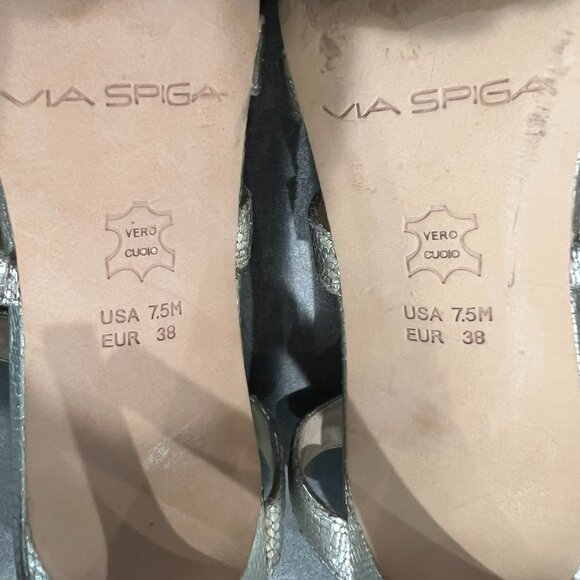 VIA SPIGA
VERO
CUOIO
USA 7.5M
EUR 38
VIA SPIGA
VERO
CUOIO
USA 7.5M
EUR 38